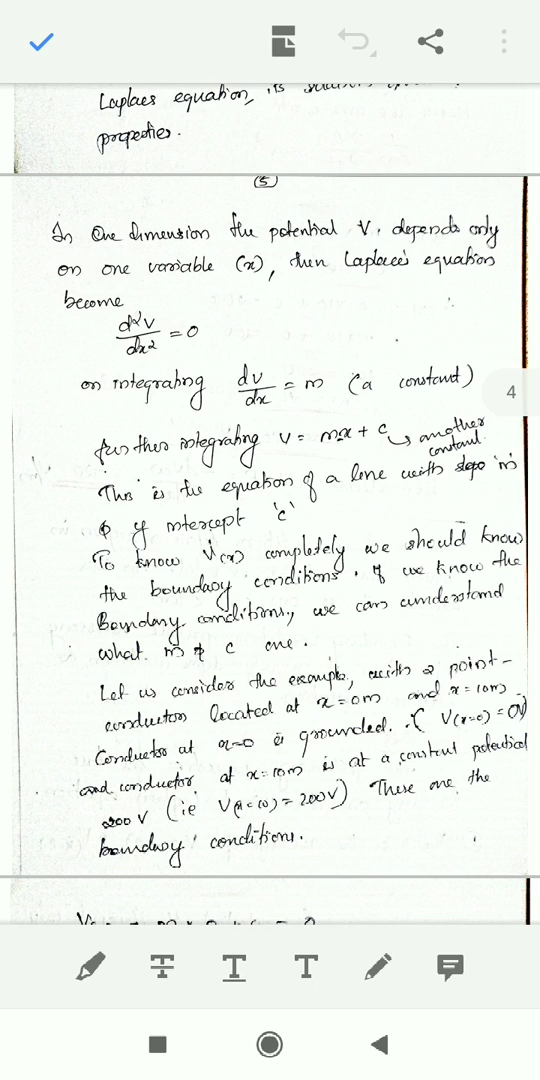 Laplaes equation, its
properties.
(5)
In One dimension the potential V, depends only
on one variable (x), then Laplace's equation
become
d²V/dx² = 0
on integrating dv/dx = m (a constant)
further integrating V = mx + c ↪ another
constant.
This is the equation of a line with slope 'm'
& y intercept 'c'
To know V(x) completely we should know
the boundary conditions. If we know the
Boundary conditions, we can understand
what m & c are.
Let us consider the example, with 2 point-
conductors located at x=0m and x=10m.
Conductor at x=0 is grounded. (V(x=0)=0V)
and conductor at x=10m is at a constant potential
200 V (ie V(x=10)=200V) These are the
boundary conditions.
4
T
T
T